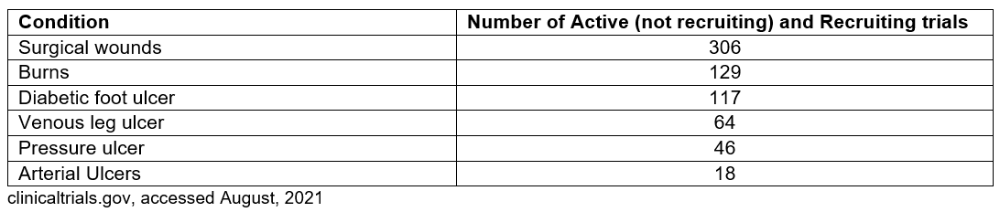 Condition Number of Active (not recruiting) and Recruiting trials
Surgical wounds 306
Burns 129
Diabetic foot ulcer 117
Venous leg ulcer 64
Pressure ulcer 46
Arterial Ulcers 18
clinicaltrials.gov, accessed August, 2021